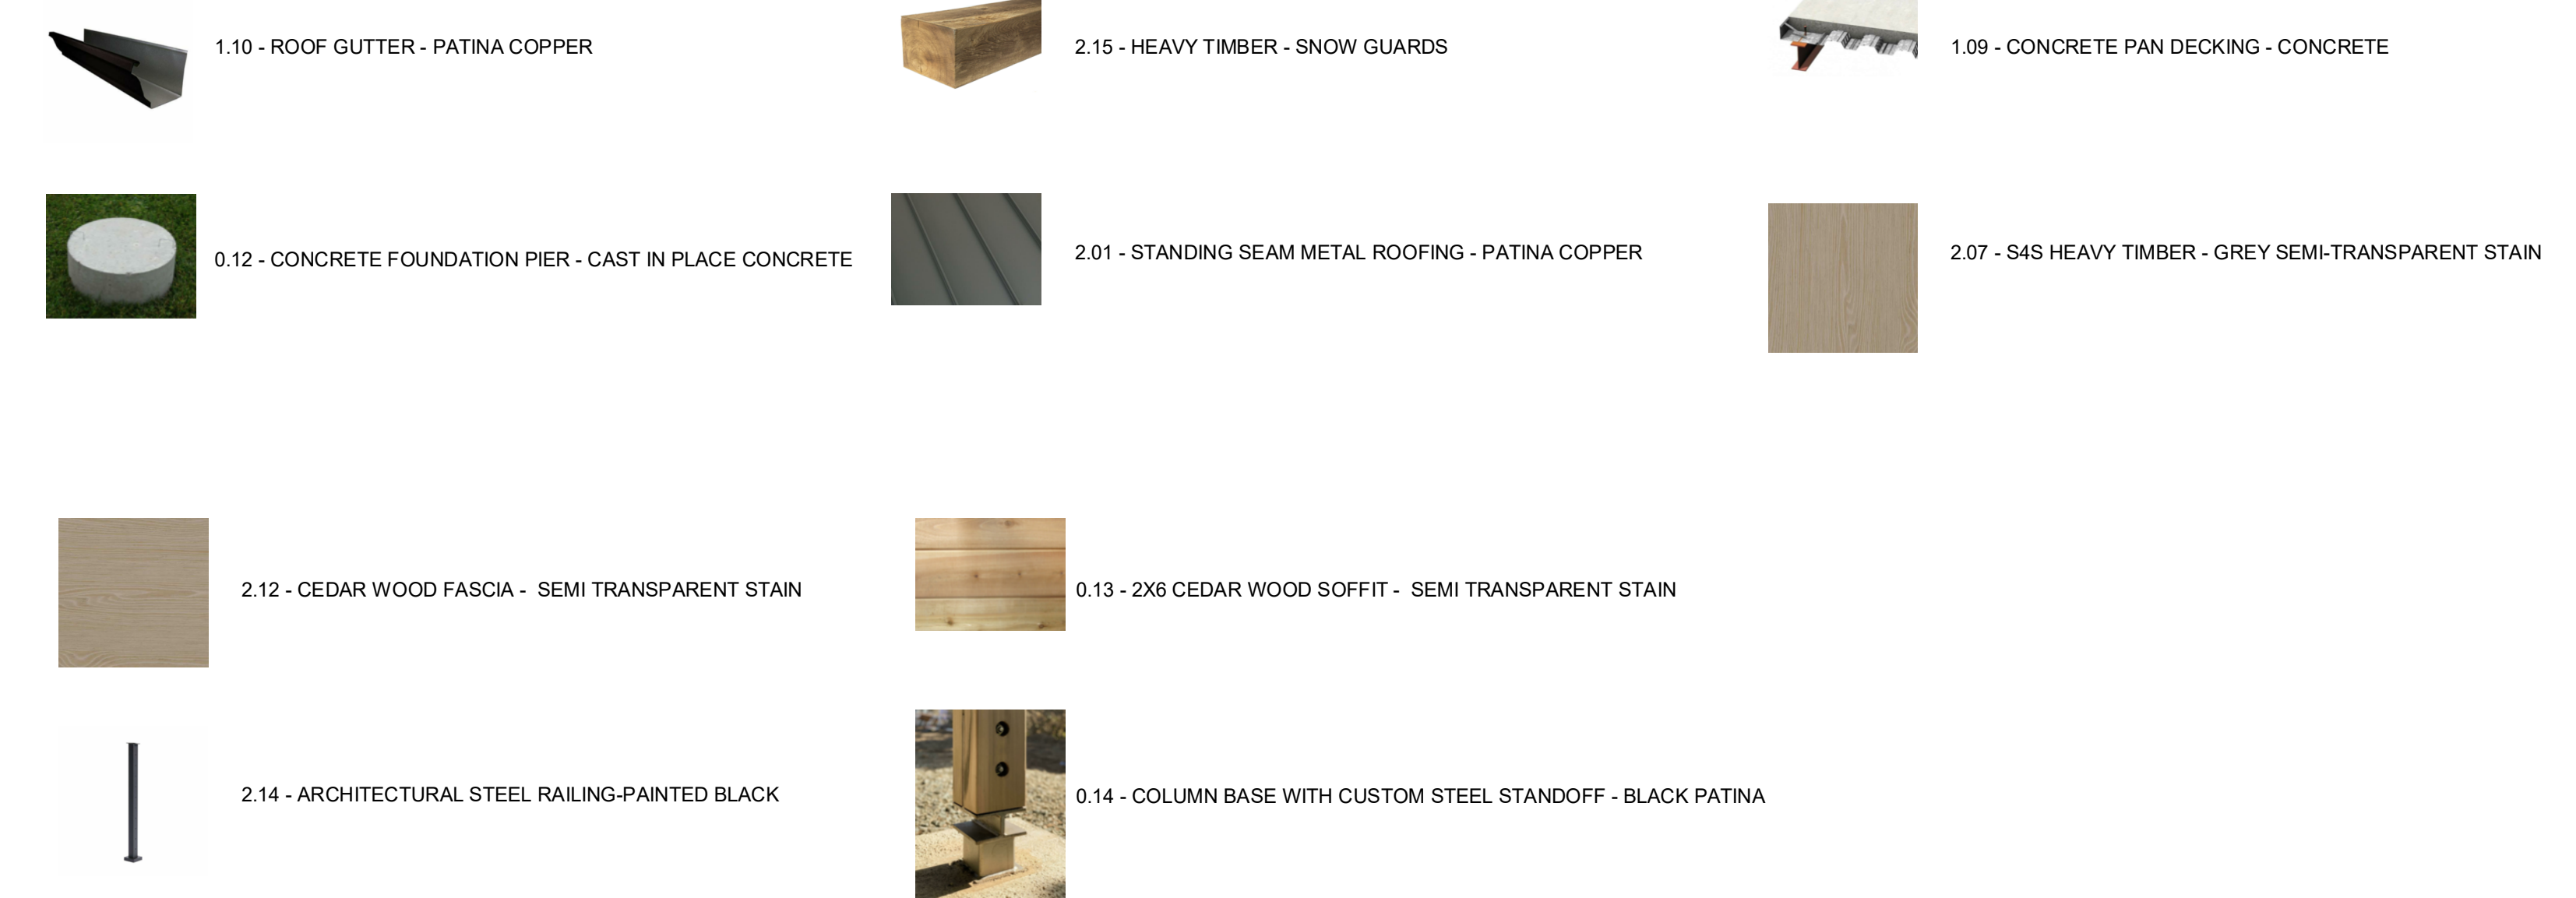 1.10 - ROOF GUTTER - PATINA COPPER
2.15 - HEAVY TIMBER - SNOW GUARDS
1.09 - CONCRETE PAN DECKING - CONCRETE
0.12 - CONCRETE FOUNDATION PIER - CAST IN PLACE CONCRETE
2.01 - STANDING SEAM METAL ROOFING - PATINA COPPER
2.07 - S4S HEAVY TIMBER - GREY SEMI-TRANSPARENT STAIN
2.12 - CEDAR WOOD FASCIA -  SEMI TRANSPARENT STAIN
0.13 - 2X6 CEDAR WOOD SOFFIT -  SEMI TRANSPARENT STAIN
2.14 - ARCHITECTURAL STEEL RAILING-PAINTED BLACK
0.14 - COLUMN BASE WITH CUSTOM STEEL STANDOFF - BLACK PATINA